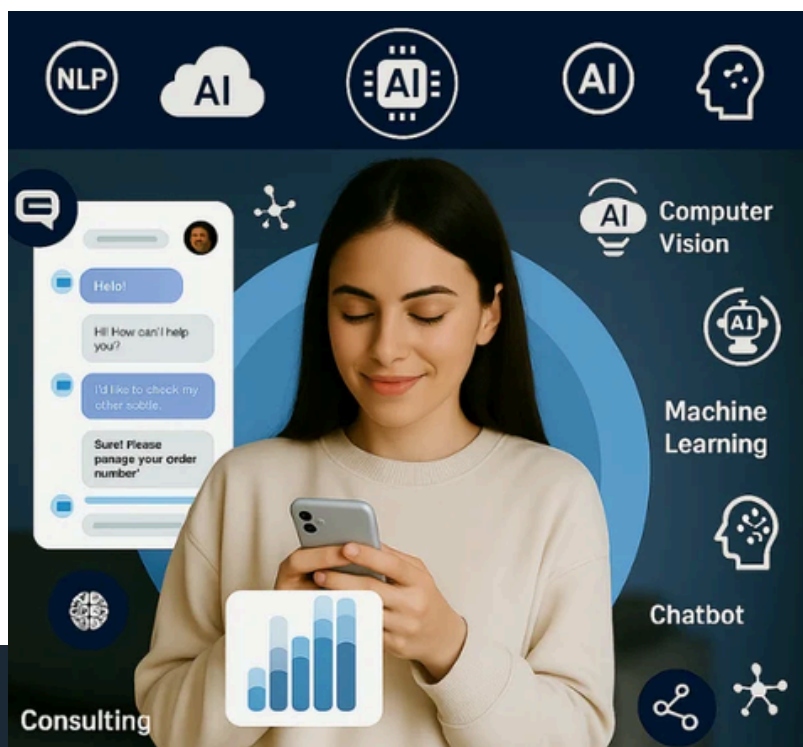 NLP
AI
AI
AI
Helo!
Hi! How can'l help
you?
I'd like to check my
other sobtle.
Sure! Please
panage your order
number'
AI
Computer
Vision
AI
Machine
Learning
Chatbot
Consulting